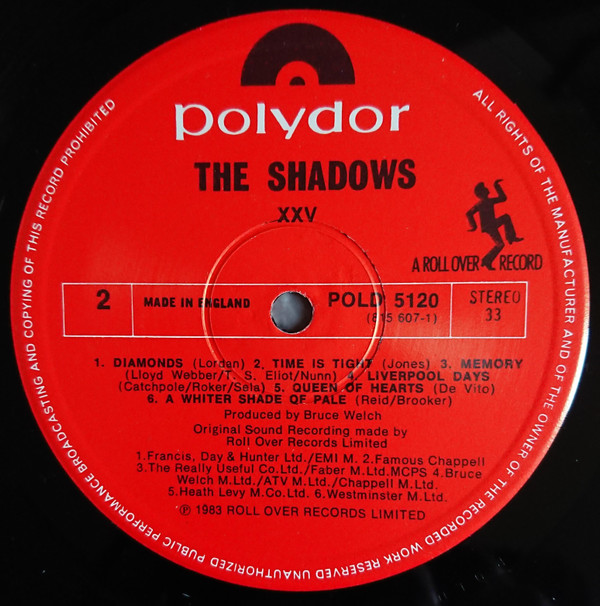 polydor
THE SHADOWS
XXV
A ROLL OVER RECORD
2
MADE IN ENGLAND
POLD 5120
(815 607-1)
STEREO
33
1. DIAMONDS (Lordan) 2. TIME IS TIGHT (Jones) 3. MEMORY
(Lloyd Webber/T. S. Eliot/Nunn) 4. LIVERPOOL DAYS
(Catchpole/Roker/Sela) 5. QUEEN OF HEARTS (De Vito)
6. A WHITER SHADE OF PALE (Reid/Brooker)
Produced by Bruce Welch
Original Sound Recording made by
Roll Over Records Limited
1.Francis, Day & Hunter Ltd./EMI M. 2.Famous Chappell
3.The Really Useful Co.Ltd./Faber M.Ltd.MCPS 4.Bruce
Welch M.Ltd./ATV M.Ltd./Chappell M.Ltd.
5.Heath Levy M.Co.Ltd. 6.Westminster M.Ltd.
℗ 1983 ROLL OVER RECORDS LIMITED
ALL RIGHTS OF THE MANUFACTURER AND OF THE OWNER OF THE RECORDED WORK RESERVED UNAUTHORIZED PUBLIC PERFORMANCE BROADCASTING AND COPYING OF THIS RECORD PROHIBITED